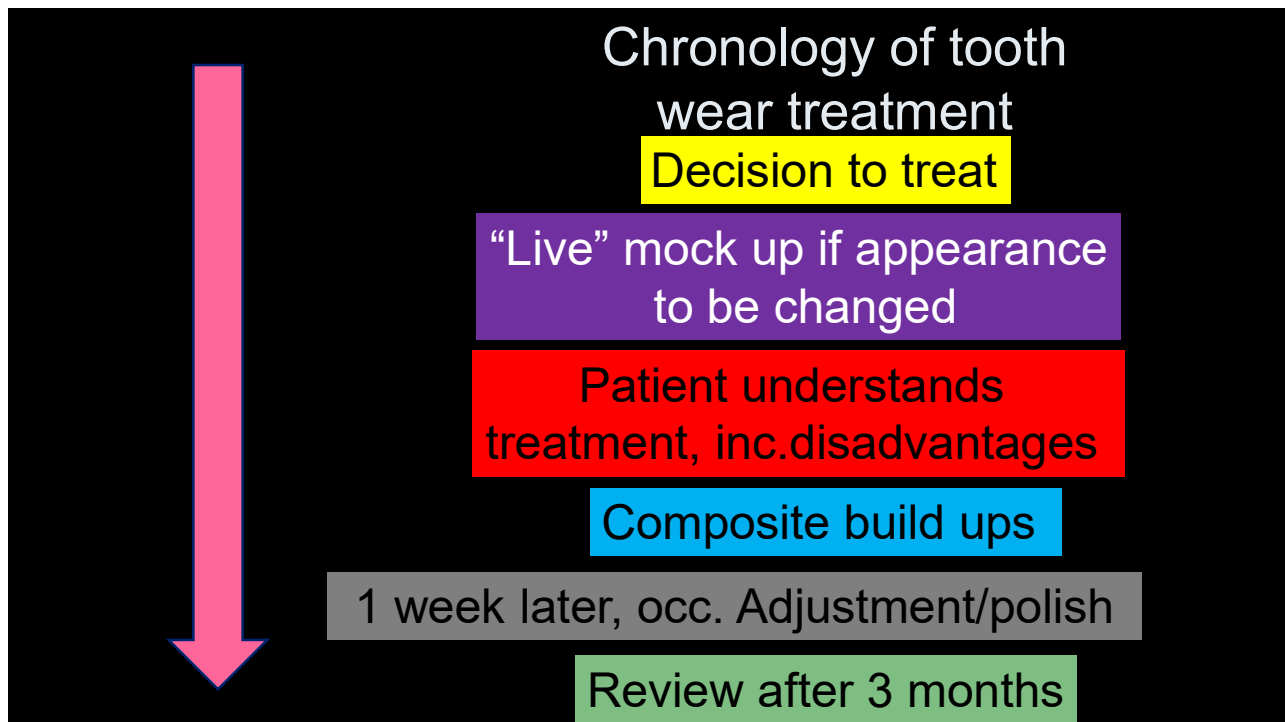 Chronology of tooth
wear treatment
Decision to treat
“Live” mock up if appearance
to be changed
Patient understands
treatment, inc.disadvantages
Composite build ups
1 week later, occ. Adjustment/polish
Review after 3 months